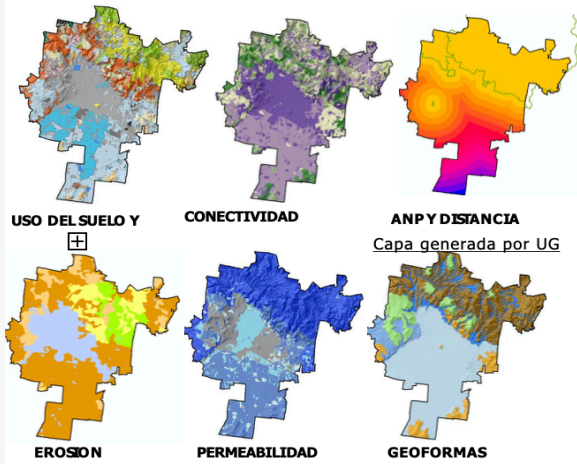 USO DEL SUELO Y
CONECTIVIDAD
ANP Y DISTANCIA
+
Capa generada por UG
EROSION
PERMEABILIDAD
GEOFORMAS